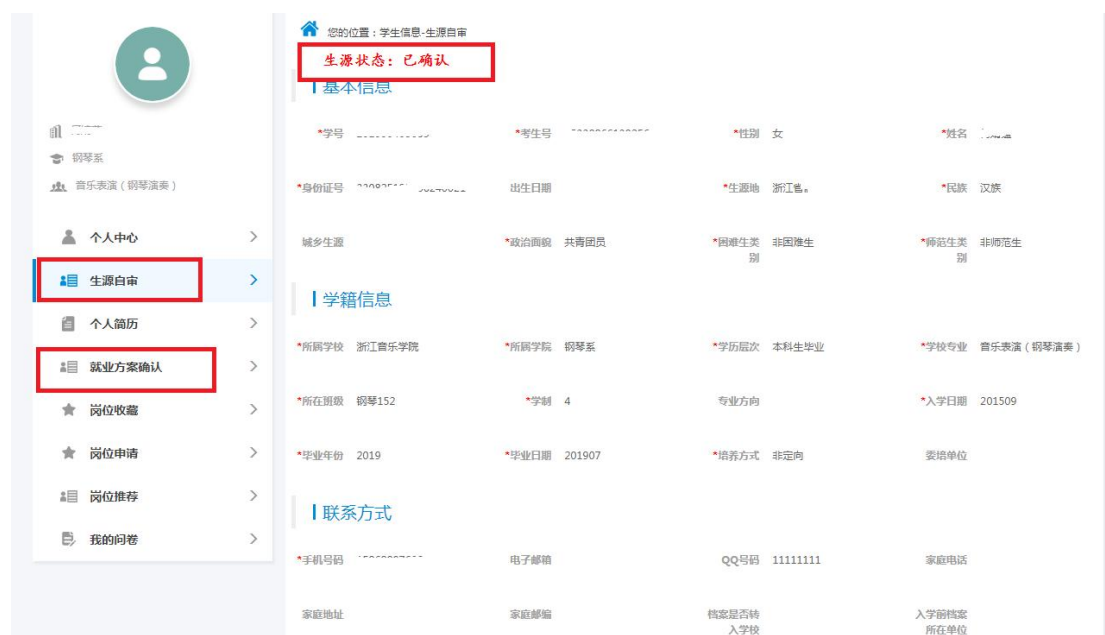 您的位置：学生信息-生源自审
生源状态：已确认
基本信息
*学号 *考生号 *性别 女 *姓名
钢琴系
音乐表演（钢琴演奏）
*身份证号 出生日期 *生源地 浙江省。 *民族 汉族
个人中心
城乡生源 *政治面貌 共青团员 *困难生类别 非困难生 *师范生类别 非师范生
生源自审
学籍信息
个人简历
*所属学校 浙江音乐学院 *所属学院 钢琴系 *学历层次 本科生毕业 *学校专业 音乐表演（钢琴演奏）
就业方案确认
*所在班级 钢琴152 *学制 4 专业方向 *入学日期 201509
岗位收藏
岗位申请
*毕业年份 2019 *毕业日期 201907 *培养方式 非定向 委培单位
岗位推荐
联系方式
我的问卷
*手机号码 电子邮箱 QQ号码 11111111 家庭电话
家庭地址 家庭邮编 档案是否转入学校 入学前档案所在单位